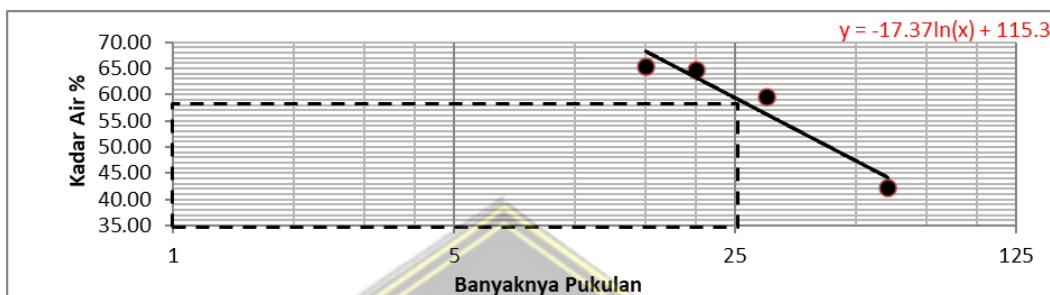 y = -17.37ln(x) + 115.3
Kadar Air %
70.00
65.00
60.00
55.00
50.00
45.00
40.00
35.00
1 5 25 125
Banyaknya Pukulan